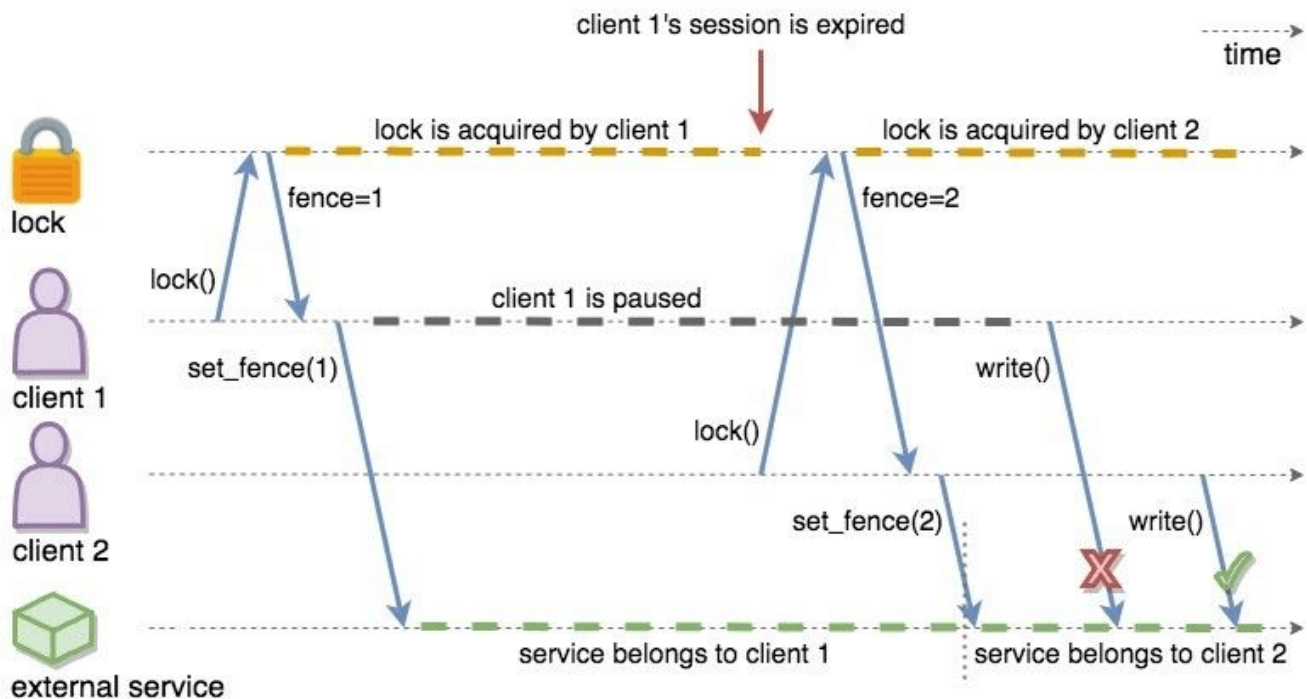 client 1's session is expired
time
lock is acquired by client 1
lock is acquired by client 2
lock
fence=1
fence=2
lock()
client 1 is paused
set_fence(1)
write()
client 1
lock()
set_fence(2)
write()
client 2
service belongs to client 1
service belongs to client 2
external service